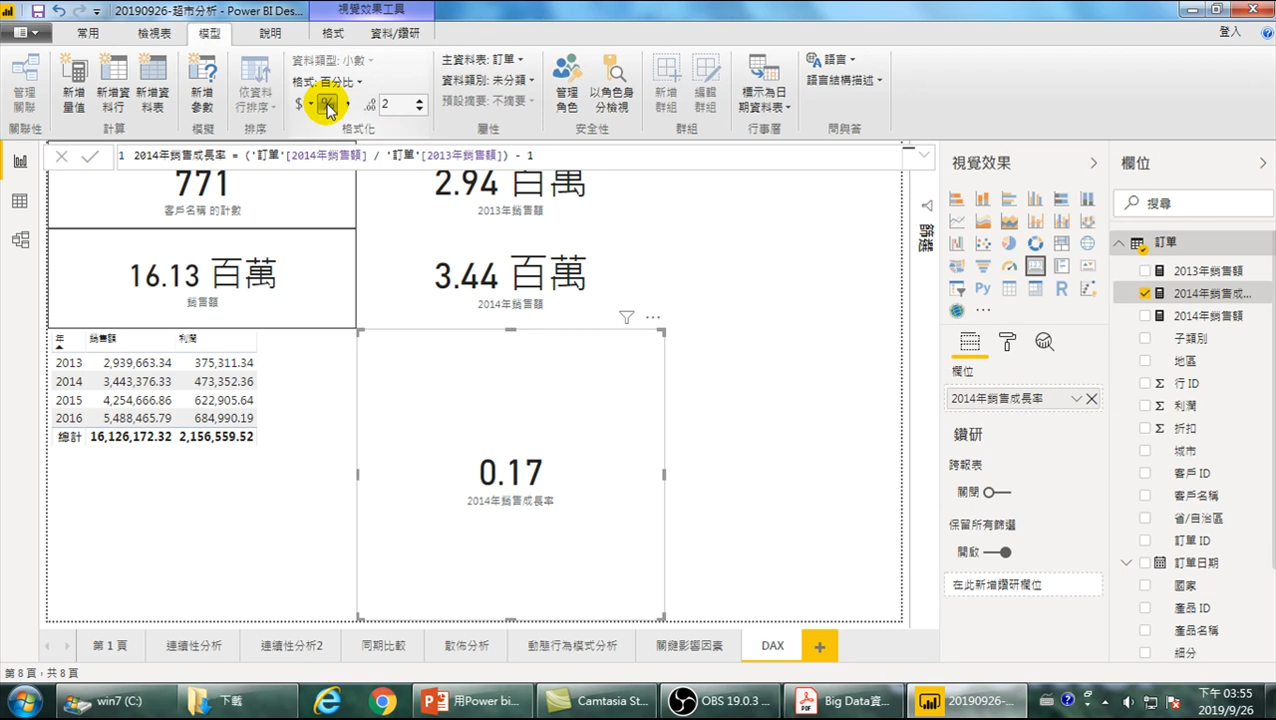 20190926-超市分析 - Power BI Des...
視覺效果工具
常用
檢視表
模型
說明
格式
資料/鑽研
登入
管理
關聯
新增
量值
新增資
料行
新增資
料表
新增
參數
依資料
行排序
資料類型: 小數
格式: 百分比
$
%
,
.00
2
主資料表: 訂單
資料類別: 未分類
預設摘要: 不摘要
管理
角色
以角色身
分檢視
新增
群組
編輯
群組
標示為日
期資料表
語言
語言結構描述
關聯性
計算
模擬
排序
格式化
屬性
安全性
群組
行事曆
問與答
1 2014年銷售成長率 = ('訂單'[2014年銷售額] / '訂單'[2013年銷售額]) - 1
771
客戶名稱 的計數
2.94 百萬
2013年銷售額
16.13 百萬
銷售額
3.44 百萬
2014年銷售額
年 銷售額 利潤
2013 2,939,663.34 375,311.34
2014 3,443,376.33 473,352.36
2015 4,254,666.86 622,905.64
2016 5,488,465.79 684,990.19
總計 16,126,172.32 2,156,559.52
0.17
2014年銷售成長率
篩選
視覺效果
Py
R
123
欄位
2014年銷售成長率
鑽研
跨報表
關閉
保留所有篩選
開啟
在此新增鑽研欄位
欄位
搜尋
訂單
2013年銷售額
2014年銷售成...
2014年銷售額
子類別
地區
行 ID
利潤
折扣
城市
客戶 ID
客戶名稱
省/自治區
訂單 ID
訂單日期
國家
產品 ID
產品名稱
細分
第 1 頁
連續性分析
連續性分析2
同期比較
散佈分析
動態行為模式分析
關鍵影響因素
DAX
第 8 頁，共 8 頁
win7 (C:)
下載
用Power bi...
Camtasia St...
OBS 19.0.3 ...
Big Data資...
20190926-...
下午 03:55
2019/9/26